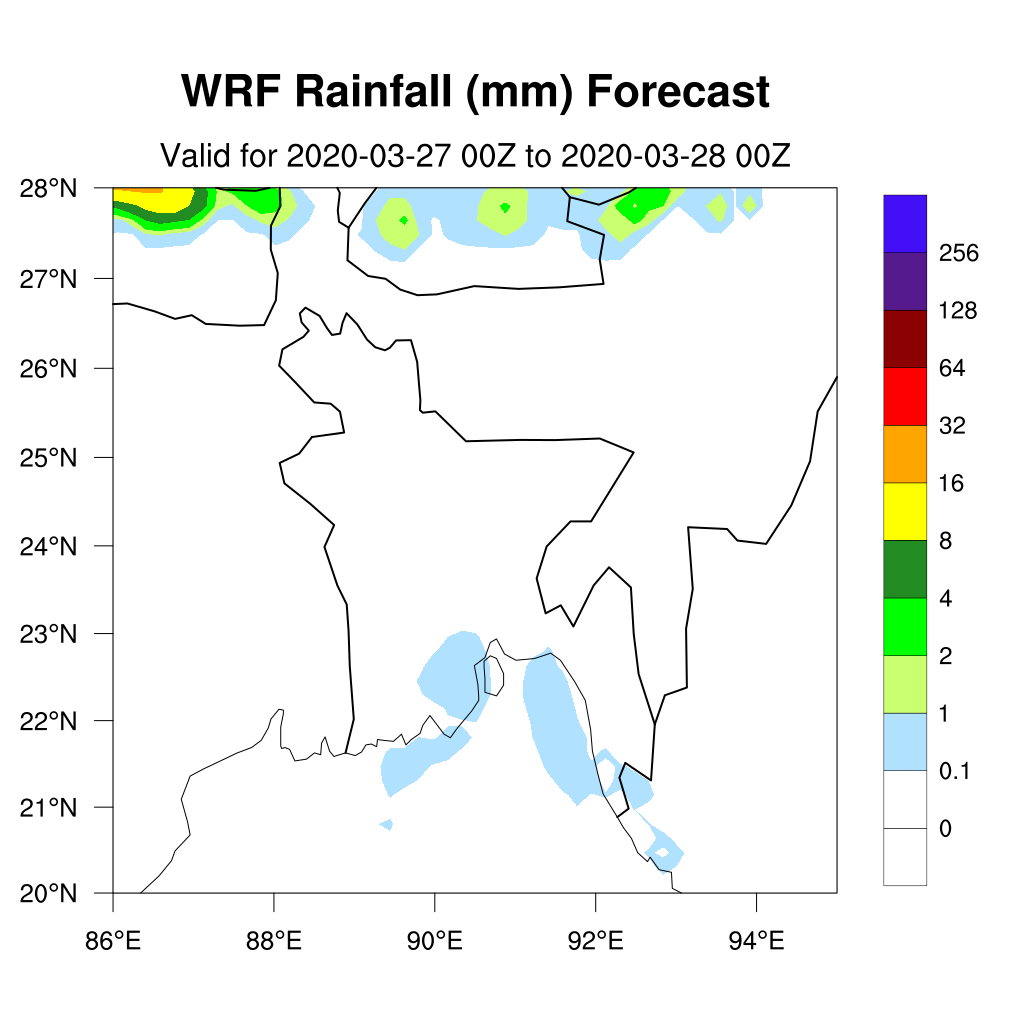 WRF Rainfall (mm) Forecast
Valid for 2020-03-27 00Z to 2020-03-28 00Z
28°N
27°N
26°N
25°N
24°N
23°N
22°N
21°N
20°N
86°E 88°E 90°E 92°E 94°E
256
128
64
32
16
8
4
2
1
0.1
0